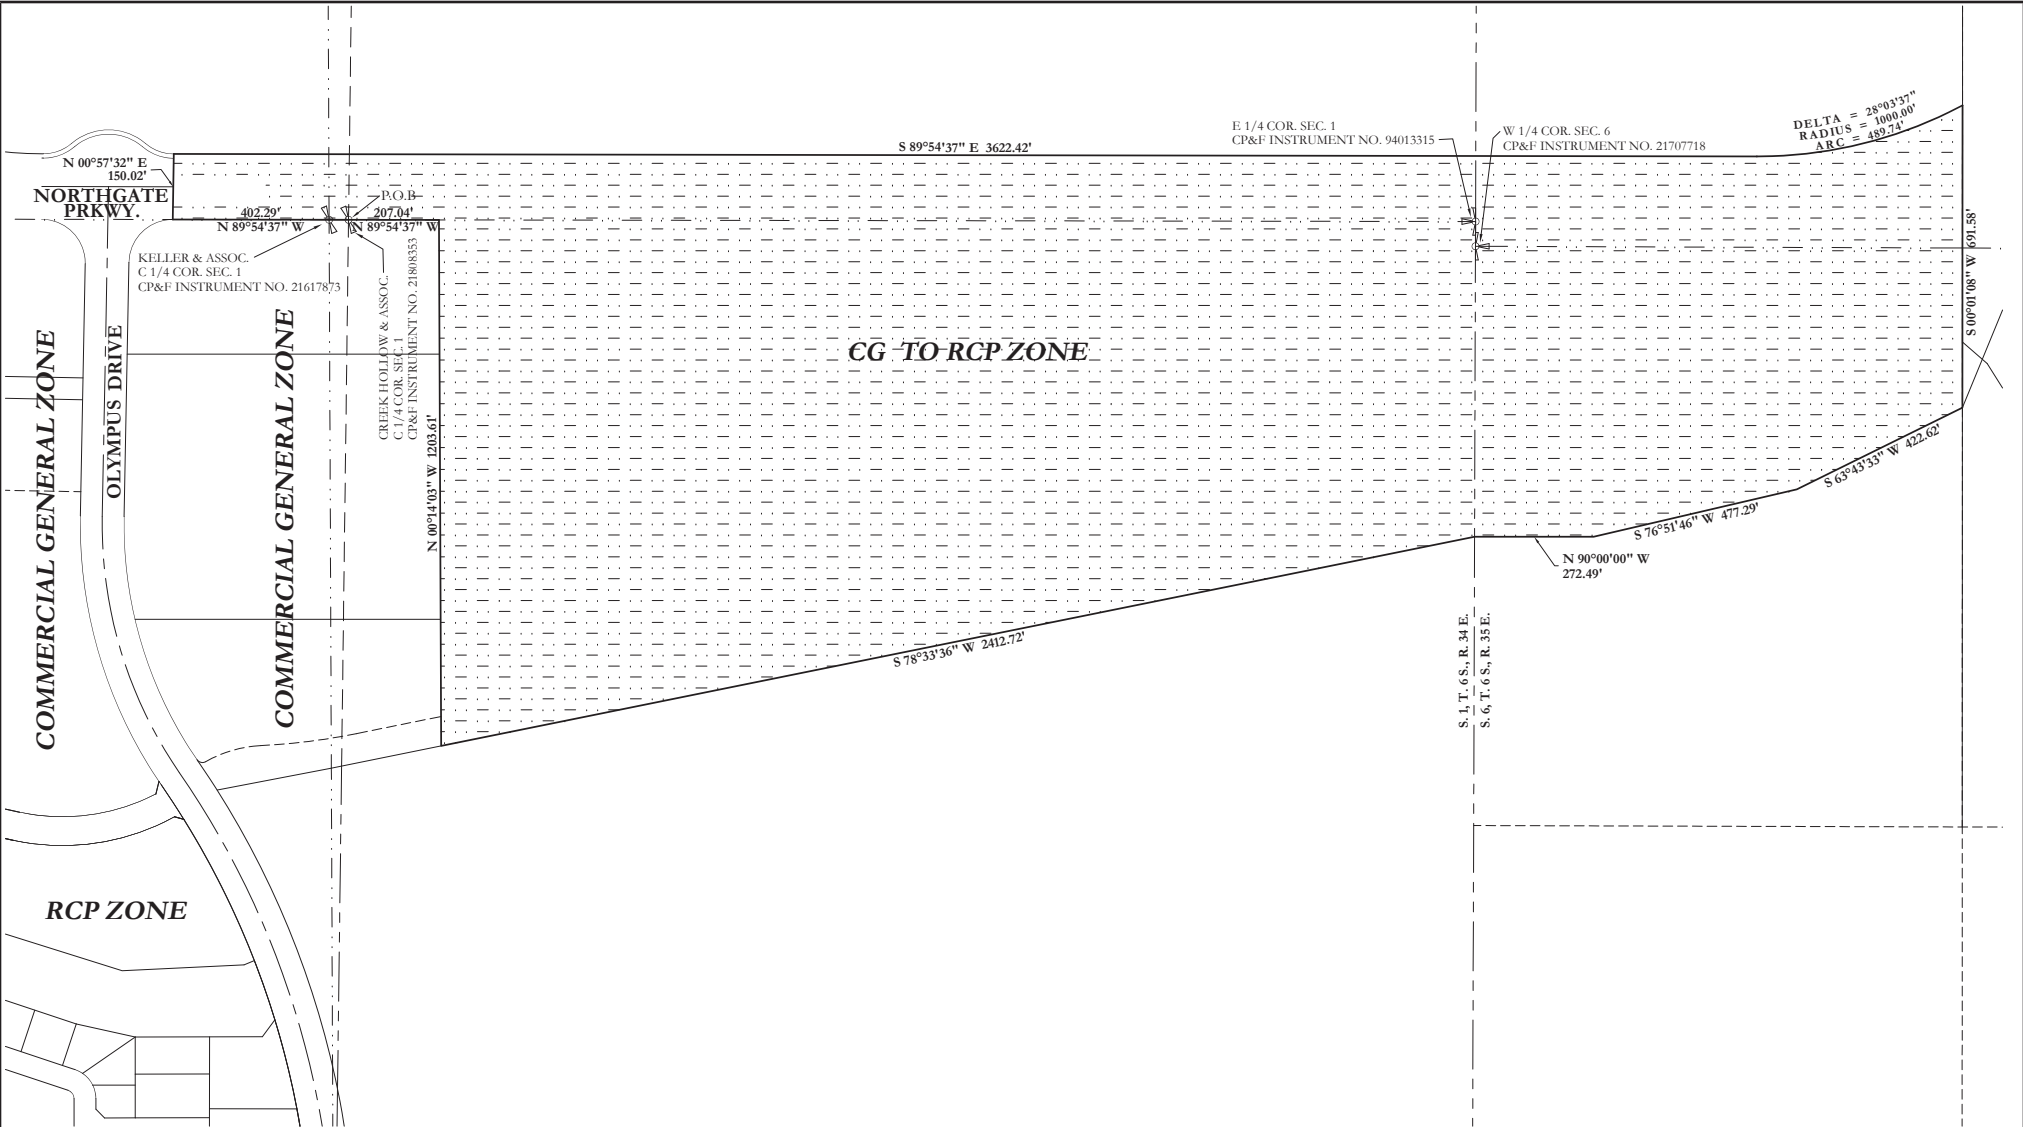 DELTA = 28°03'37"
RADIUS = 1000.00'
ARC = 489.74'
E 1/4 COR. SEC. 1
CP&F INSTRUMENT NO. 94013315
W 1/4 COR. SEC. 6
CP&F INSTRUMENT NO. 21707718
S 89°54'37" E 3622.42'
N 00°57'32" E
150.02'
NORTHGATE
PRKWY.
P.O.B
402.29'
N 89°54'37" W
207.04'
N 89°54'37" W
KELLER & ASSOC.
C 1/4 COR. SEC. 1
CP&F INSTRUMENT NO. 21617873
CREEK HOLLOW & ASSOC.
C 1/4 COR. SEC. 1
CP&F INSTRUMENT NO. 21808353
S 00°01'08" W 691.58'
CG TO RCP ZONE
COMMERCIAL GENERAL ZONE
OLYMPUS DRIVE
COMMERCIAL GENERAL ZONE
N 00°14'03" W 1203.61'
S 63°43'33" W 422.62'
S 76°51'46" W 477.29'
N 90°00'00" W
272.49'
S 78°33'36" W 2412.72'
S. 1, T. 6 S., R. 34 E.
S. 6, T. 6 S., R. 35 E.
RCP ZONE